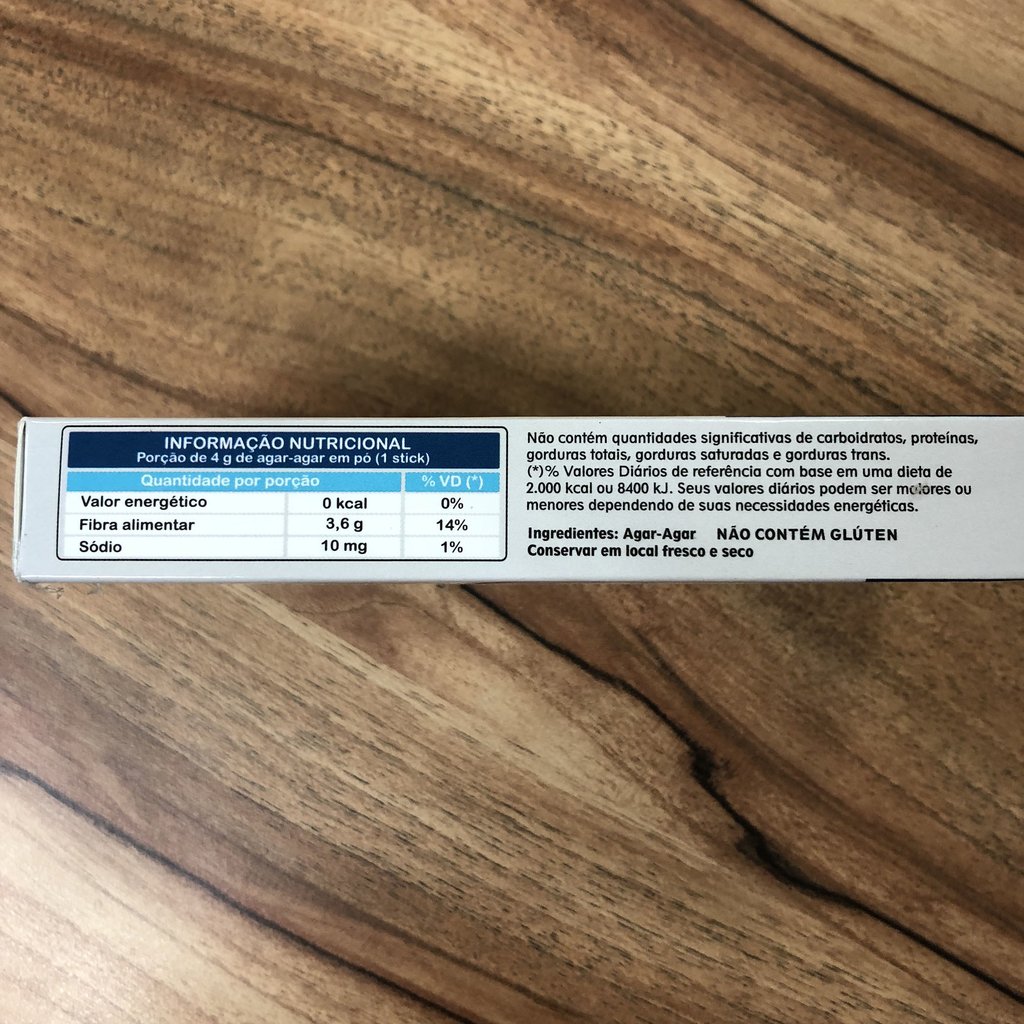 INFORMAÇÃO NUTRICIONAL
Porção de 4 g de agar-agar em pó (1 stick)
Quantidade por porção % VD (*)
Valor energético 0 kcal 0%
Fibra alimentar 3,6 g 14%
Sódio 10 mg 1%
Não contém quantidades significativas de carboidratos, proteínas,
gorduras totais, gorduras saturadas e gorduras trans.
(*)% Valores Diários de referência com base em uma dieta de
2.000 kcal ou 8400 kJ. Seus valores diários podem ser maiores ou
menores dependendo de suas necessidades energéticas.
Ingredientes: Agar-Agar NÃO CONTÉM GLÚTEN
Conservar em local fresco e seco